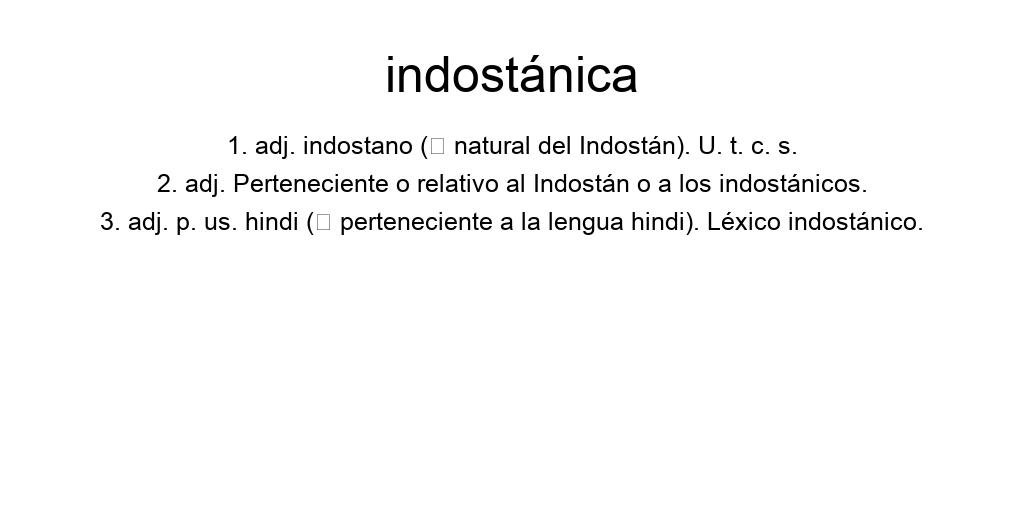 indostánica
1. adj. indostano (□ natural del Indostán). U. t. c. s.
2. adj. Perteneciente o relativo al Indostán o a los indostánicos.
3. adj. p. us. hindi (□ perteneciente a la lengua hindi). Léxico indostánico.